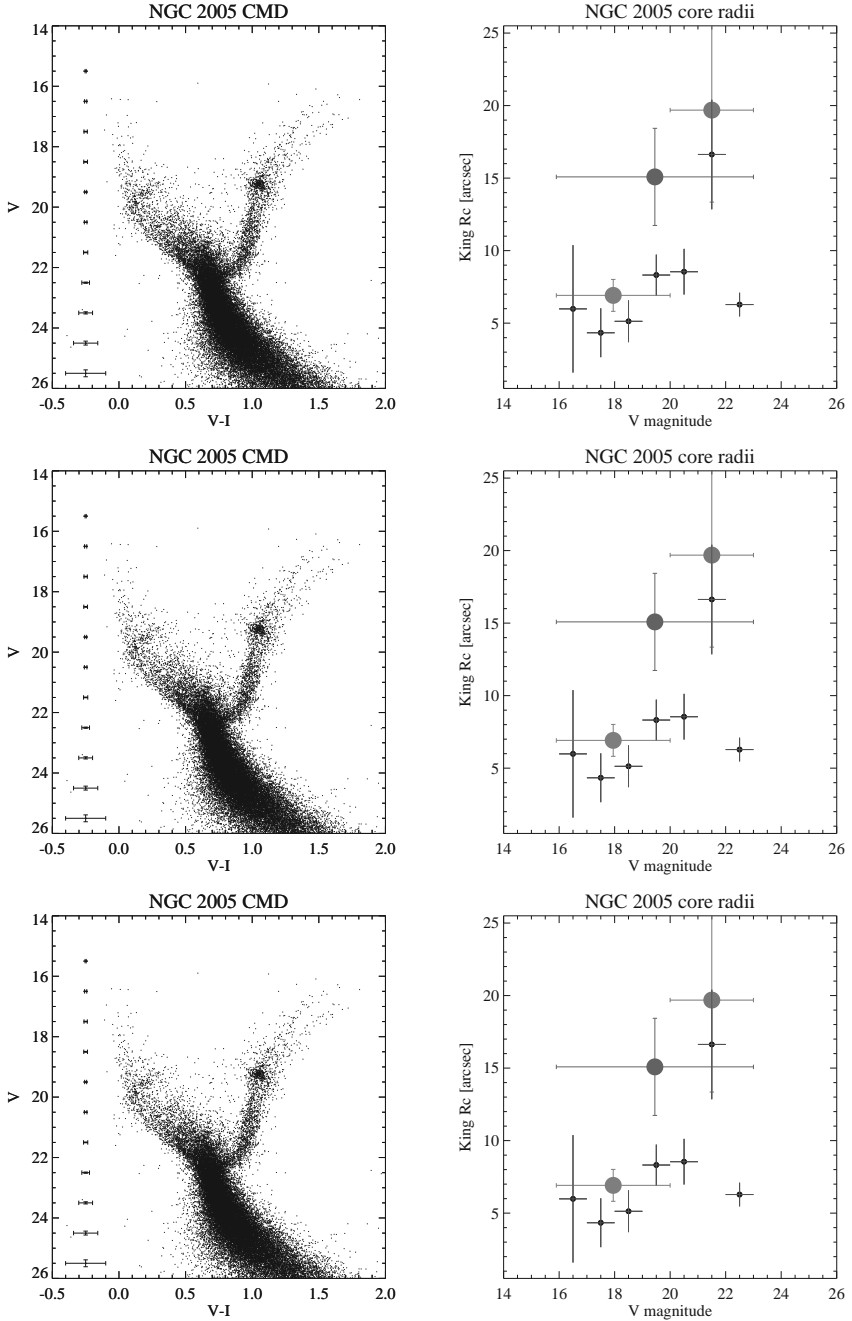 NGC 2005 CMD
14
16
18
20
22
24
26
V
-0.5 0.0 0.5 1.0 1.5 2.0
V-I
NGC 2005 core radii
25
20
15
10
5
King Rc [arcsec]
14 16 18 20 22 24 26
V magnitude
NGC 2005 CMD
14
16
18
20
22
24
26
V
-0.5 0.0 0.5 1.0 1.5 2.0
V-I
NGC 2005 core radii
25
20
15
10
5
King Rc [arcsec]
14 16 18 20 22 24 26
V magnitude
NGC 2005 CMD
14
16
18
20
22
24
26
V
-0.5 0.0 0.5 1.0 1.5 2.0
V-I
NGC 2005 core radii
25
20
15
10
5
King Rc [arcsec]
14 16 18 20 22 24 26
V magnitude